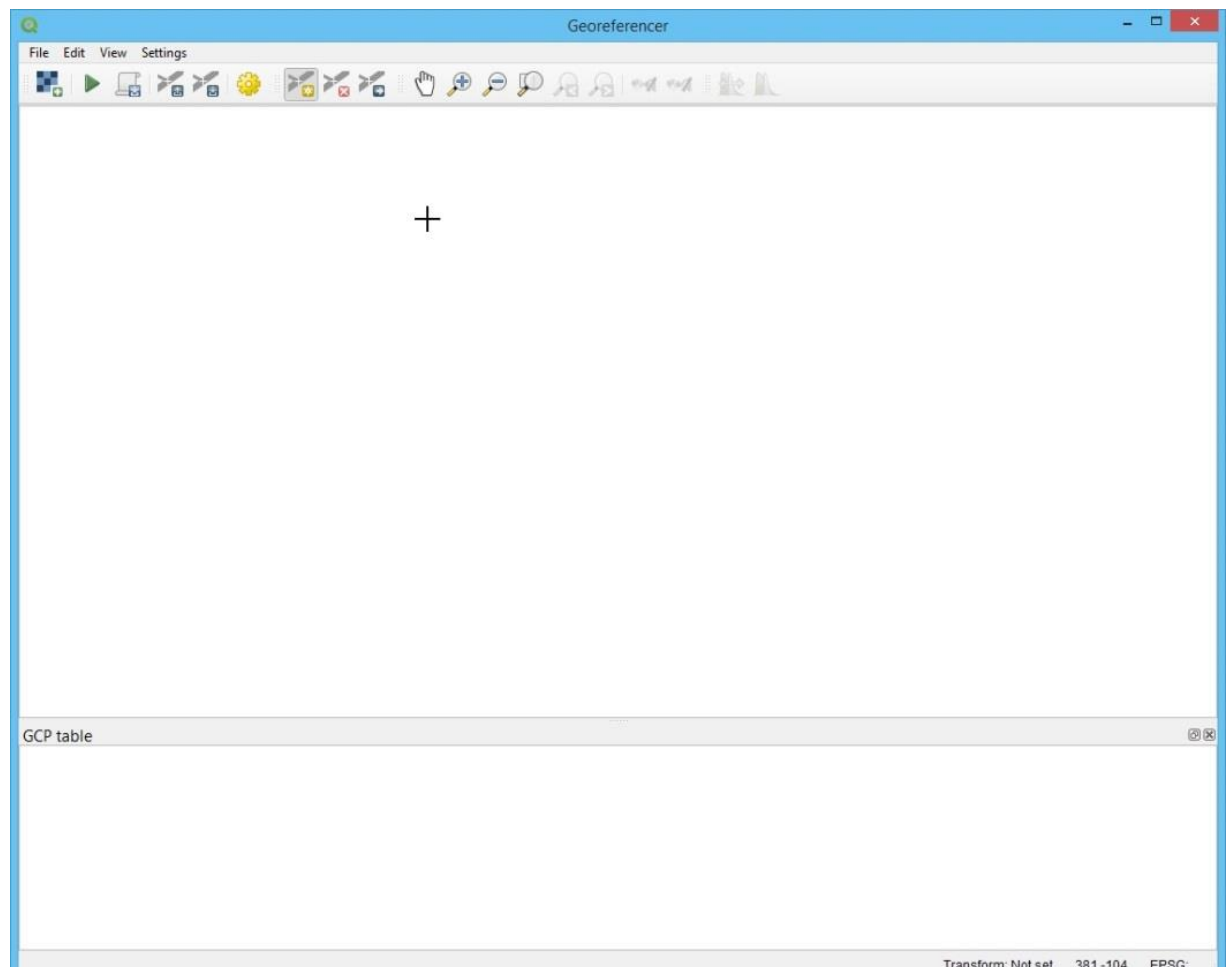 Georeferencer
File Edit View Settings
GCP table
Transform: Not set 381,-104 EPSG: